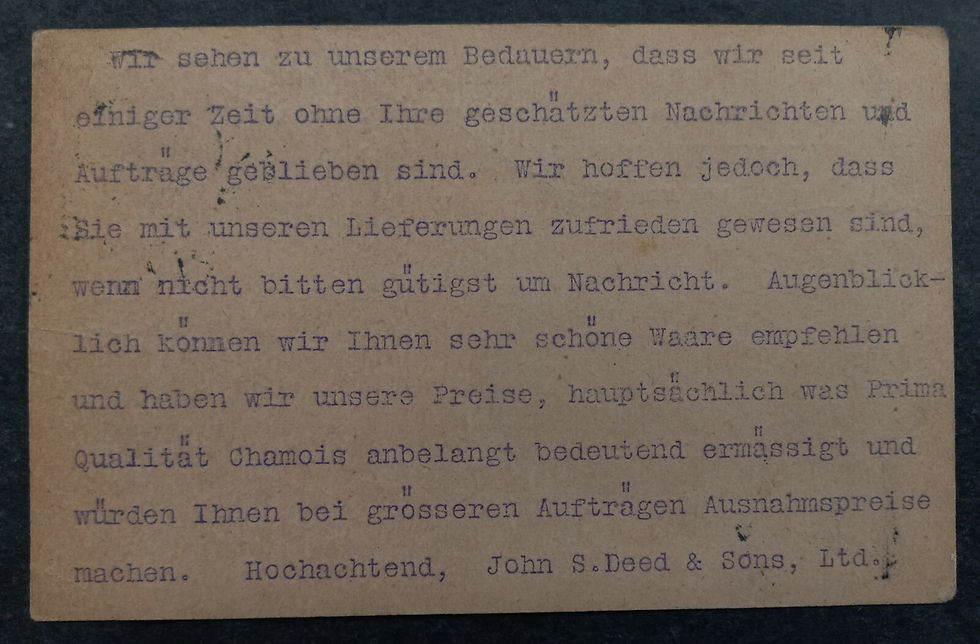 Wir sehen zu unserem Bedauern, dass wir seit
einiger Zeit ohne Ihre geschätzten Nachrichten und
Aufträge geblieben sind. Wir hoffen jedoch, dass
Sie mit unseren Lieferungen zufrieden gewesen sind,
wenn nicht bitten gütigst um Nachricht. Augenblick-
lich können wir Ihnen sehr schöne Waare empfehlen
und haben wir unsere Preise, hauptsächlich was Prima
Qualität Chamois anbelangt bedeutend ermässigt und
würden Ihnen bei grösseren Aufträgen Ausnahmspreise
machen. Hochachtend, John S.Deed & Sons, Ltd.